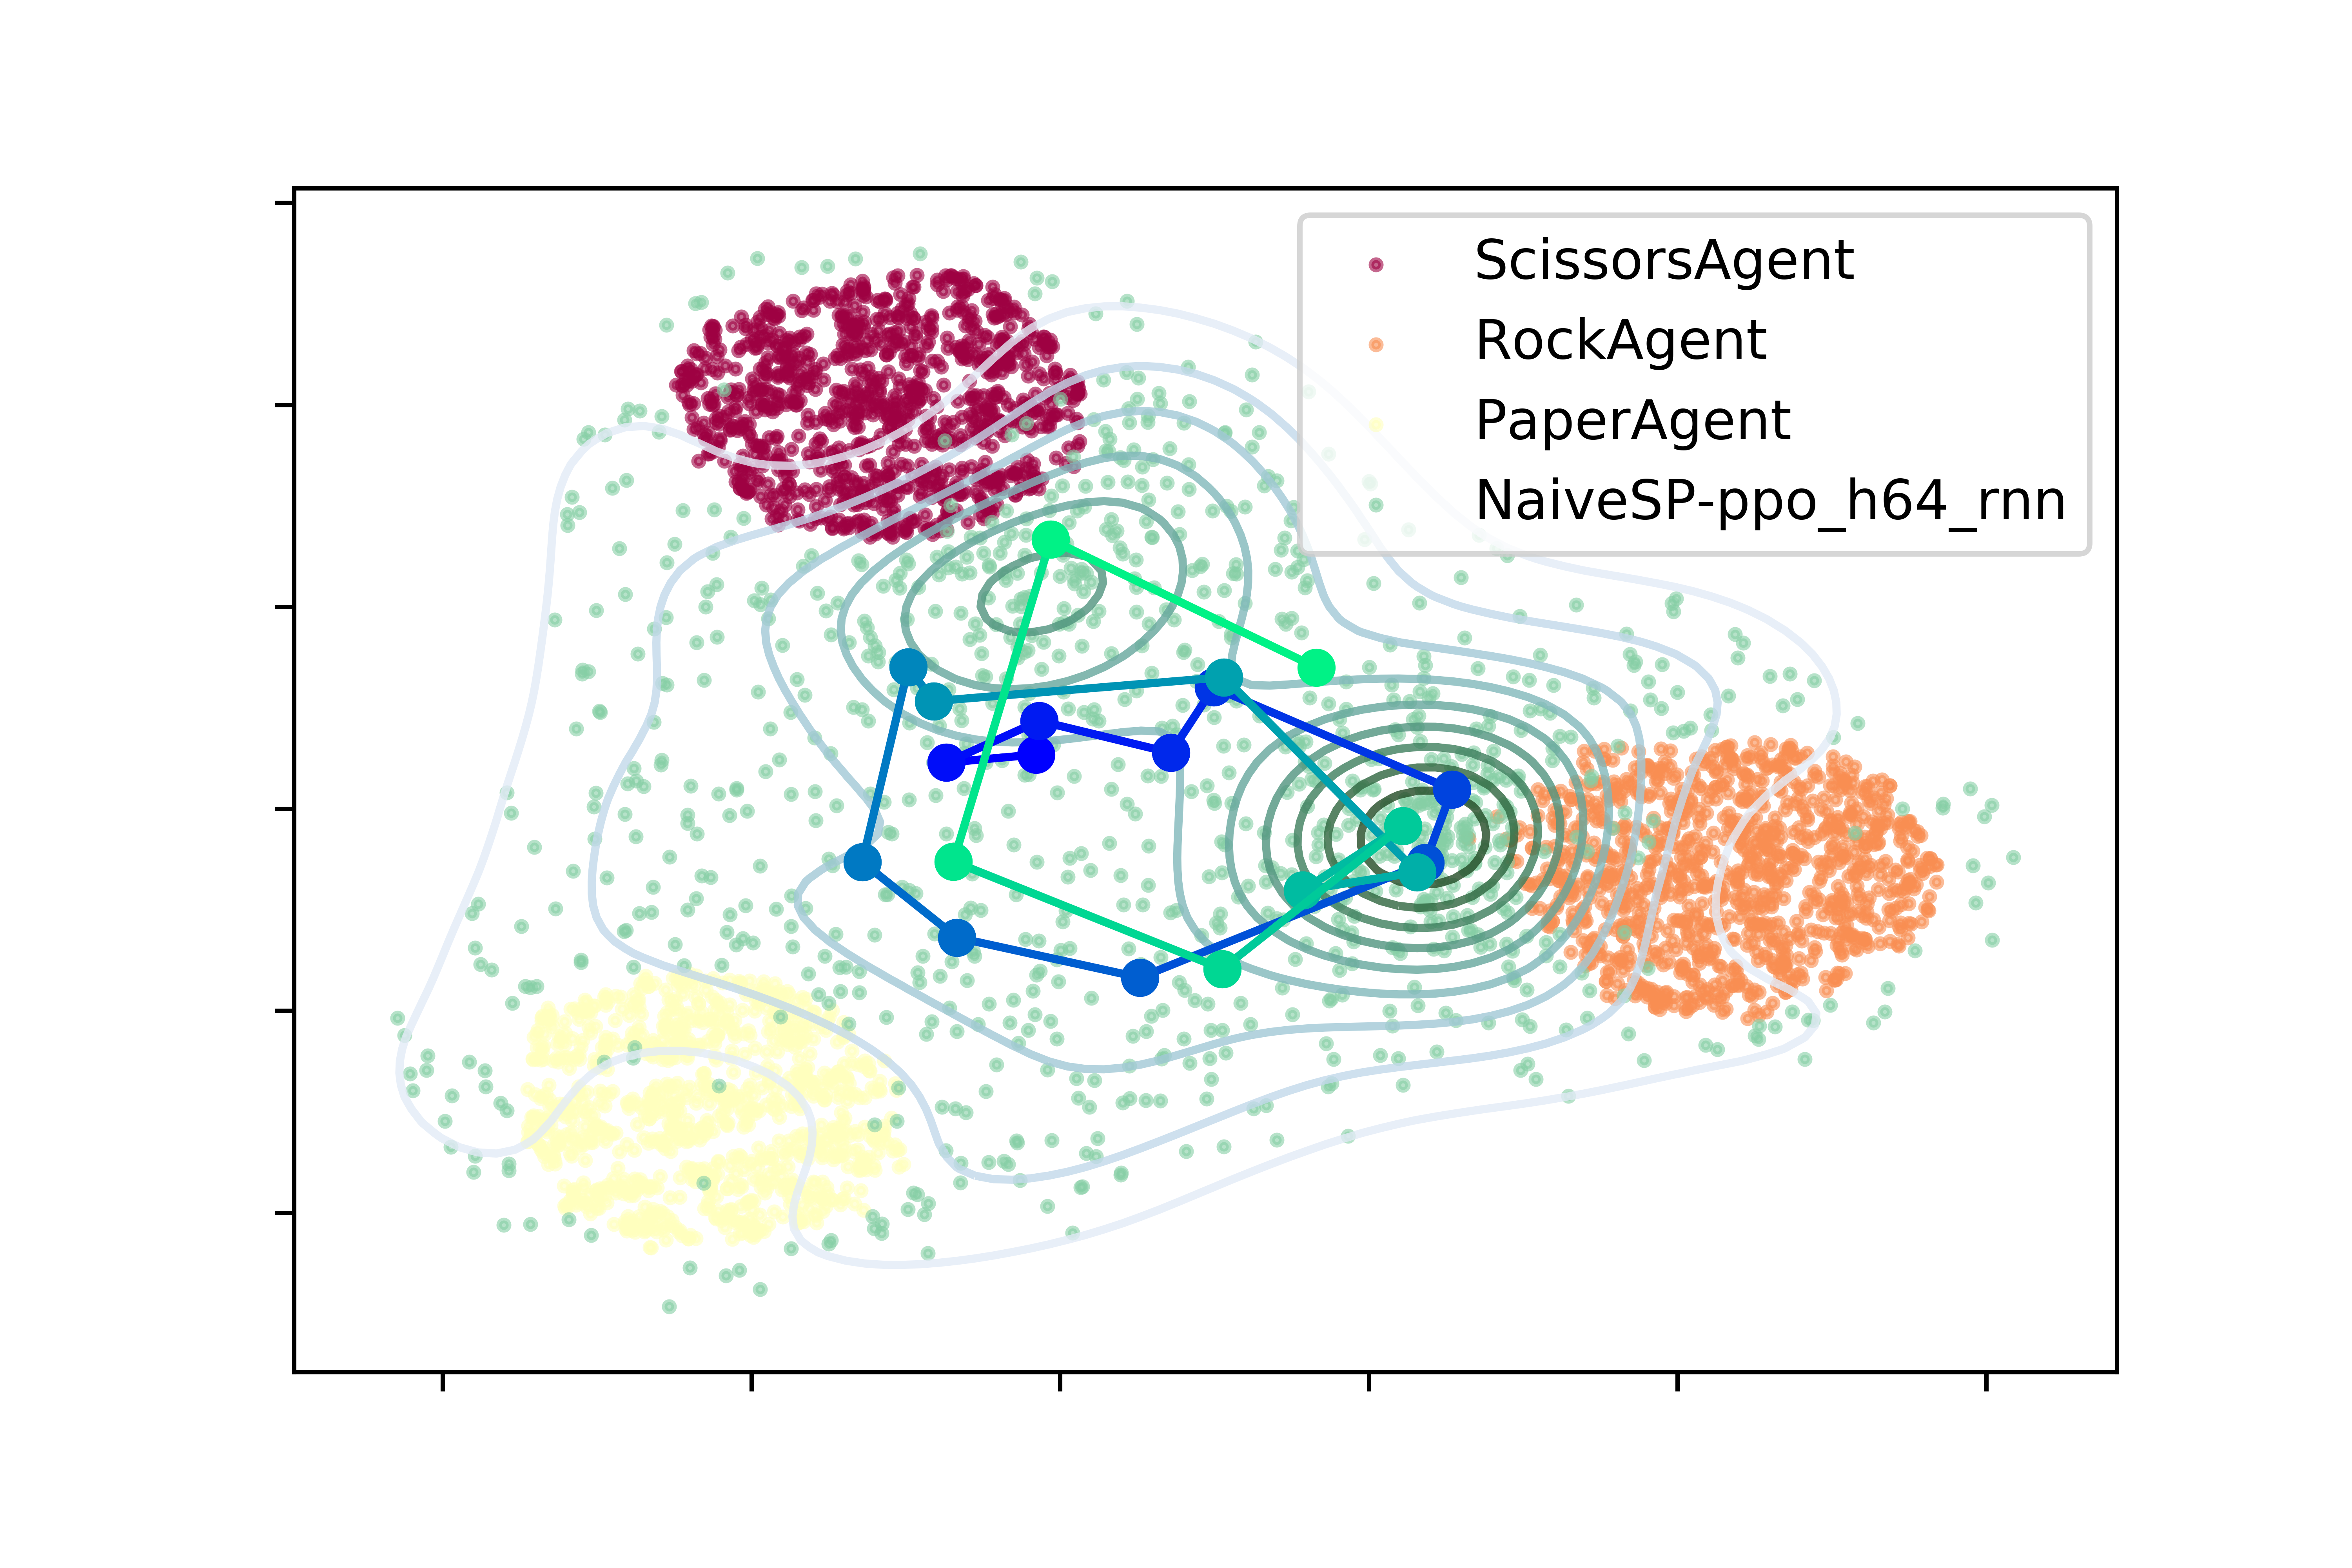 ScissorsAgent
RockAgent
PaperAgent
NaiveSP-ppo_h64_rnn